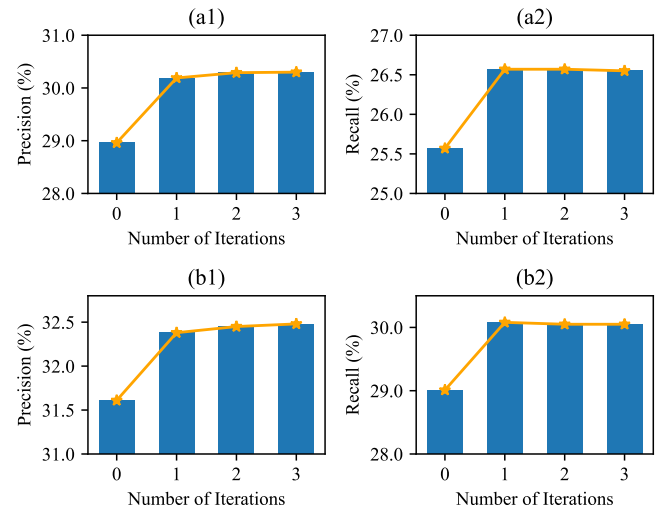 (a1)
Precision (%)
31.0
30.0
29.0
28.0
0 1 2 3
Number of Iterations
(a2)
Recall (%)
27.0
26.5
26.0
25.5
25.0
0 1 2 3
Number of Iterations
(b1)
Precision (%)
32.5
32.0
31.5
31.0
0 1 2 3
Number of Iterations
(b2)
Recall (%)
30.0
29.0
28.0
0 1 2 3
Number of Iterations